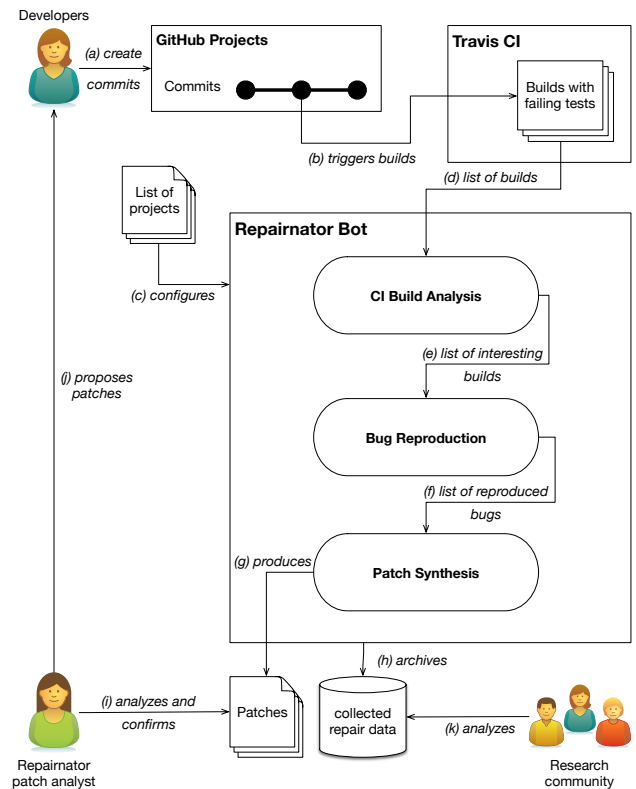 Developers
(a) create
commits
GitHub Projects
Commits
Travis CI
Builds with
failing tests
(b) triggers builds
(d) list of builds
List of
projects
(c) configures
Repairnator Bot
CI Build Analysis
(e) list of interesting
builds
(j) proposes
patches
Bug Reproduction
(f) list of reproduced
bugs
(g) produces
Patch Synthesis
(h) archives
(i) analyzes and
confirms
Patches
collected
repair data
(k) analyzes
Repairnator
patch analyst
Research
community